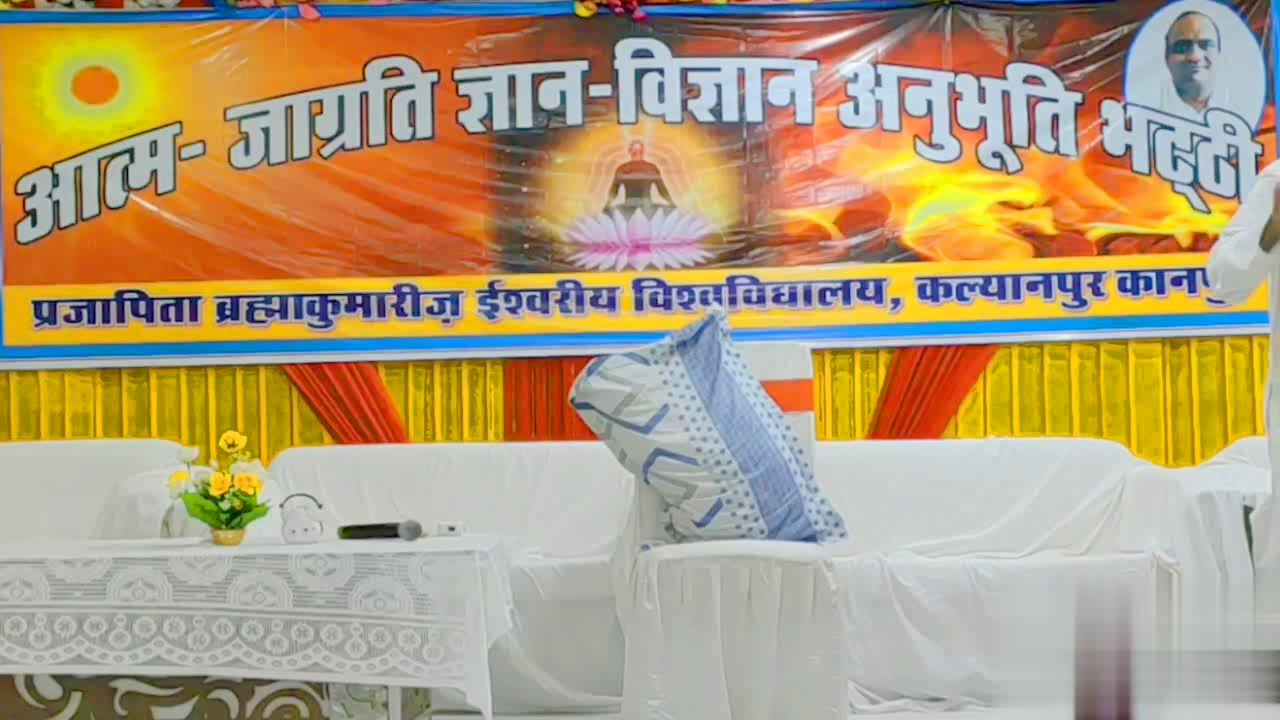 आत्म- जाग्रति ज्ञान-विज्ञान अनुभूति भट्ठी
प्रजापिता ब्रह्माकुमारीज़ ईश्वरीय विश्वविद्यालय, कल्यानपुर